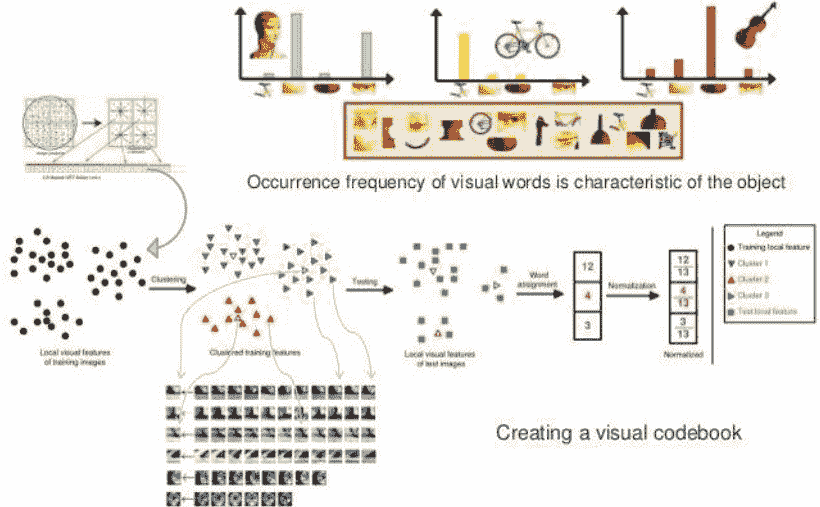 Occurrence frequency of visual words is characteristic of the object
Clustering
Testing
Word
assignment
Normalization
12
4
3
12
13
4
13
3
13
Normalized
Legend
Training local feature
Cluster 1
Cluster 2
Cluster 3
Test local feature
Local visual features
of training images
Clustered training features
Local visual features
of test images
Creating a visual codebook